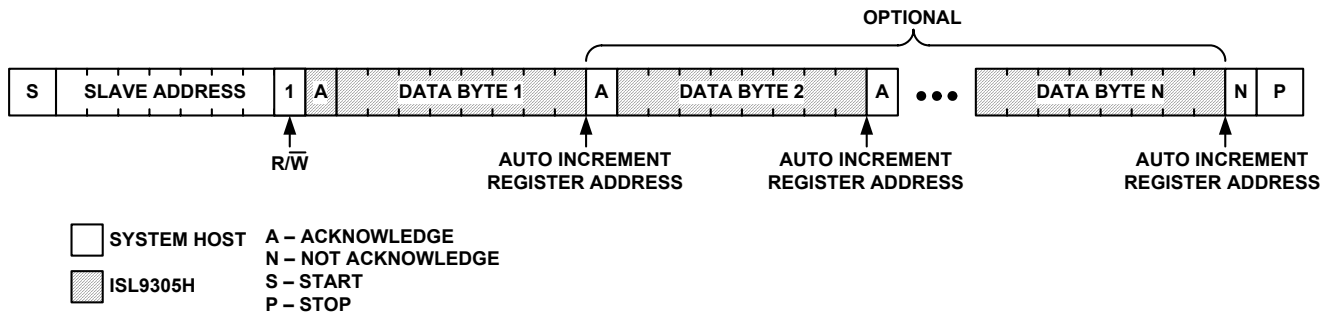 OPTIONAL
S SLAVE ADDRESS 1 A DATA BYTE 1 A DATA BYTE 2 A ●●● DATA BYTE N N P
R/W̅
AUTO INCREMENT
REGISTER ADDRESS
AUTO INCREMENT
REGISTER ADDRESS
AUTO INCREMENT
REGISTER ADDRESS
SYSTEM HOST
ISL9305H
A – ACKNOWLEDGE
N – NOT ACKNOWLEDGE
S – START
P – STOP